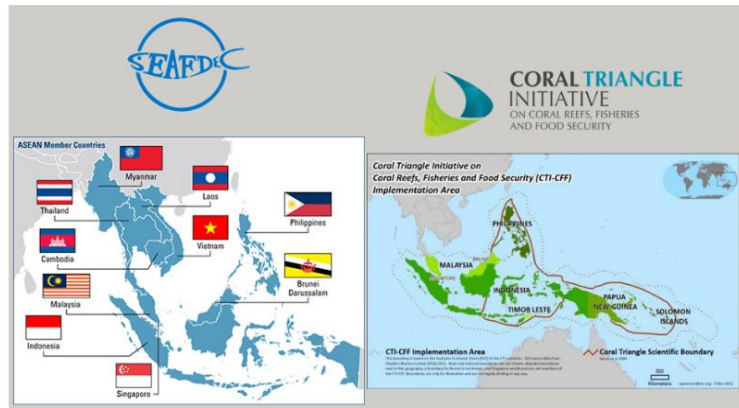 SEAFDEC
CORAL TRIANGLE
INITIATIVE
ON CORAL REEFS, FISHERIES
AND FOOD SECURITY
ASEAN Member Countries
Myanmar
Laos
Thailand
Philippines
Cambodia
Vietnam
Malaysia
Brunei
Darussalam
Indonesia
Singapore
Coral Triangle Initiative on
Coral Reefs, Fisheries and Food Security (CTI-CFF)
Implementation Area
PHILIPPINES
MALAYSIA
INDONESIA
TIMOR LESTE
PAPUA
NEW GUINEA
SOLOMON
ISLANDS
CTI-CFF Implementation Area
Coral Triangle Scientific Boundary
Kilometers